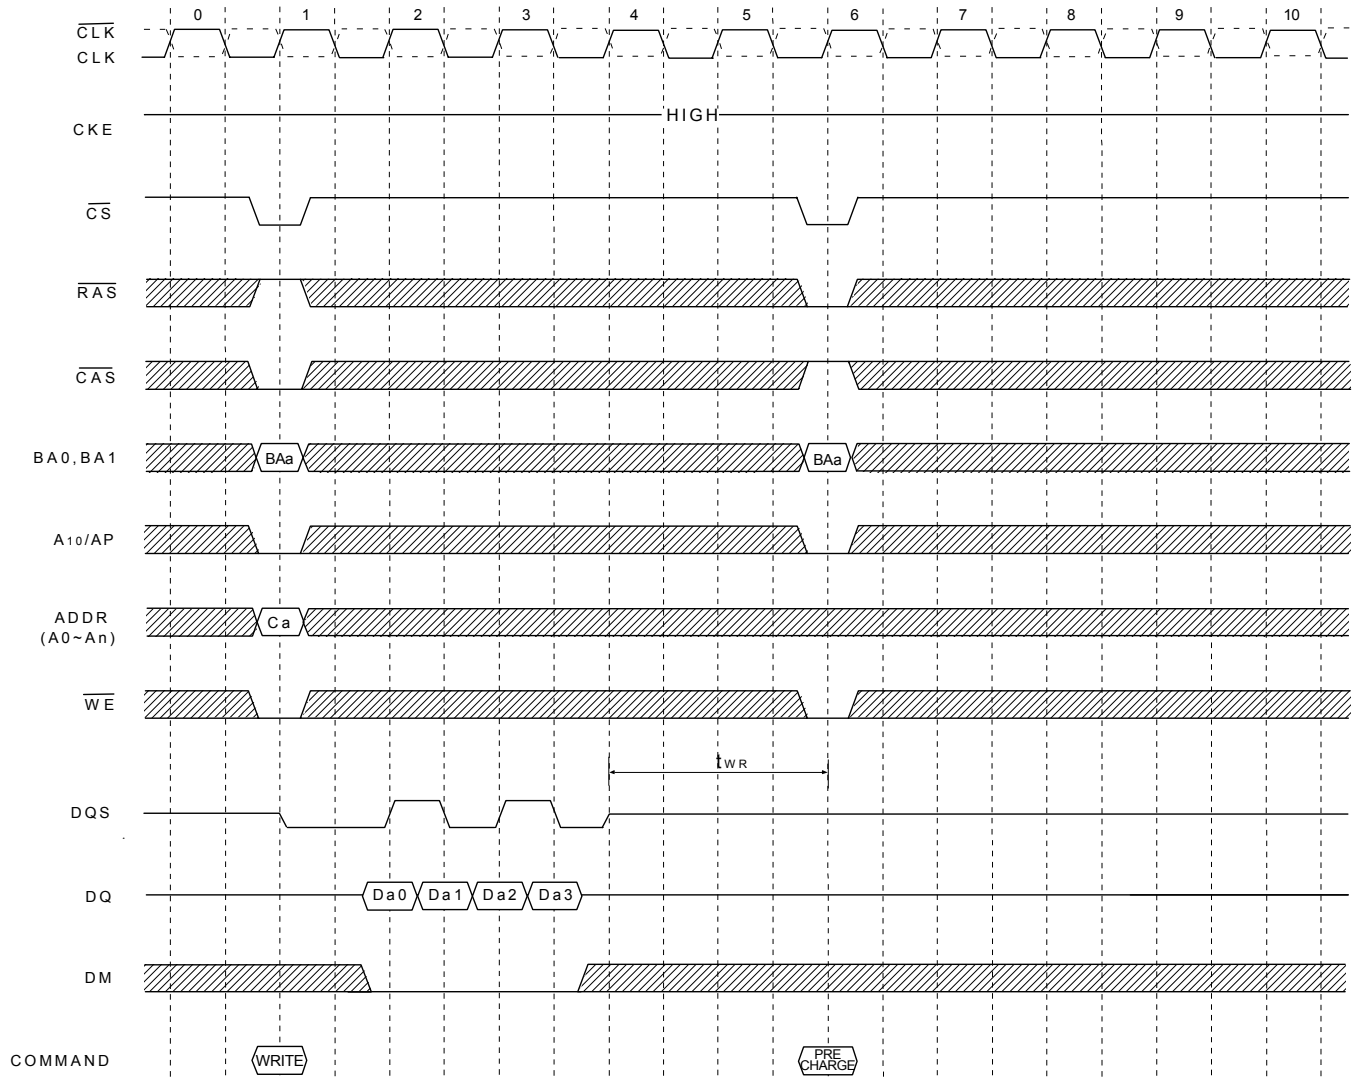 0 1 2 3 4 5 6 7 8 9 10
CLK
CLK
HIGH
CKE
CS
RAS
CAS
BA0,BA1 BAa BAa
A10/AP
ADDR Ca
(A0~An)
WE
tWR
DQS
DQ Da0 Da1 Da2 Da3
DM
COMMAND WRITE PRE
CHARGE